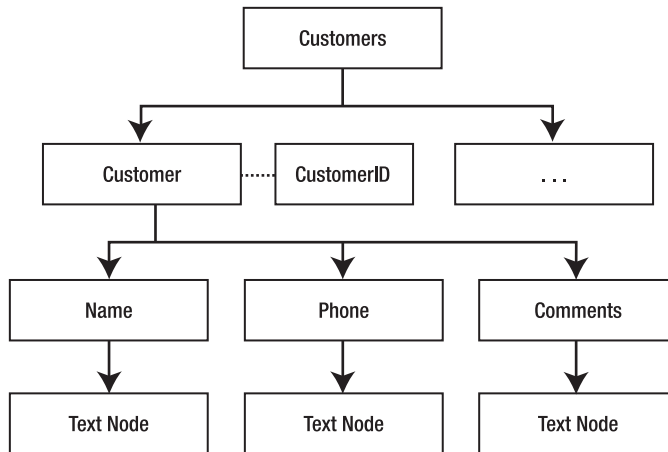 Customers
Customer
CustomerID
...
Name
Phone
Comments
Text Node
Text Node
Text Node